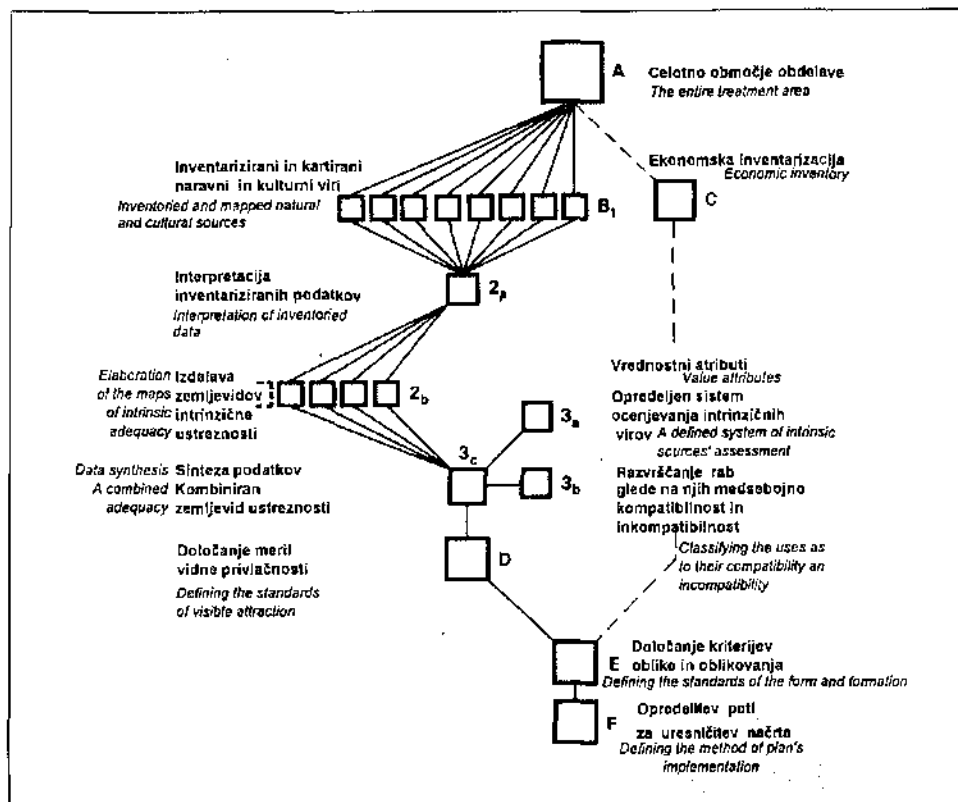 A
Celotno območje obdelave
The entire treatment area
Inventarizirani in kartirani
naravni in kulturni viri
Inventoried and mapped natural
and cultural sources
B1
Ekonomska inventarizacija
Economic inventory
C
Interpretacija
inventariziranih podatkov
Interpretation of inventoried
data
2a
Elaboration
of the maps
of intrinsic
adequacy
Izdelava
zemljevidov
intrinzične
ustreznosti
2b
Vrednostni atributi
Value attributes
Opredeljen sistem
ocenjevanja intrinzičnih
virov
A defined system of intrinsic
sources' assessment
3a
3c
3b
Data synthesis
A combined
adequacy
Sinteza podatkov
Kombiniran
zemljevid ustreznosti
Razvrščanje rab
glede na njih medsebojno
kompatibilnost in
inkompatibilnost
Classifying the uses as
to their compatibility an
incompatibility
Določanje meril
vidne privlačnosti
Defining the standards
of visible attraction
D
E
Določanje kriterijev
oblike in oblikovanja
Defining the standards of the form and formation
F
Opredelitev poti
za uresničitev načrta
Defining the method of plan's
implementation